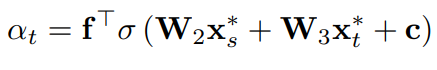 αₜ = f^⊤ σ (W₂x*ₛ + W₃x*ₜ + c)